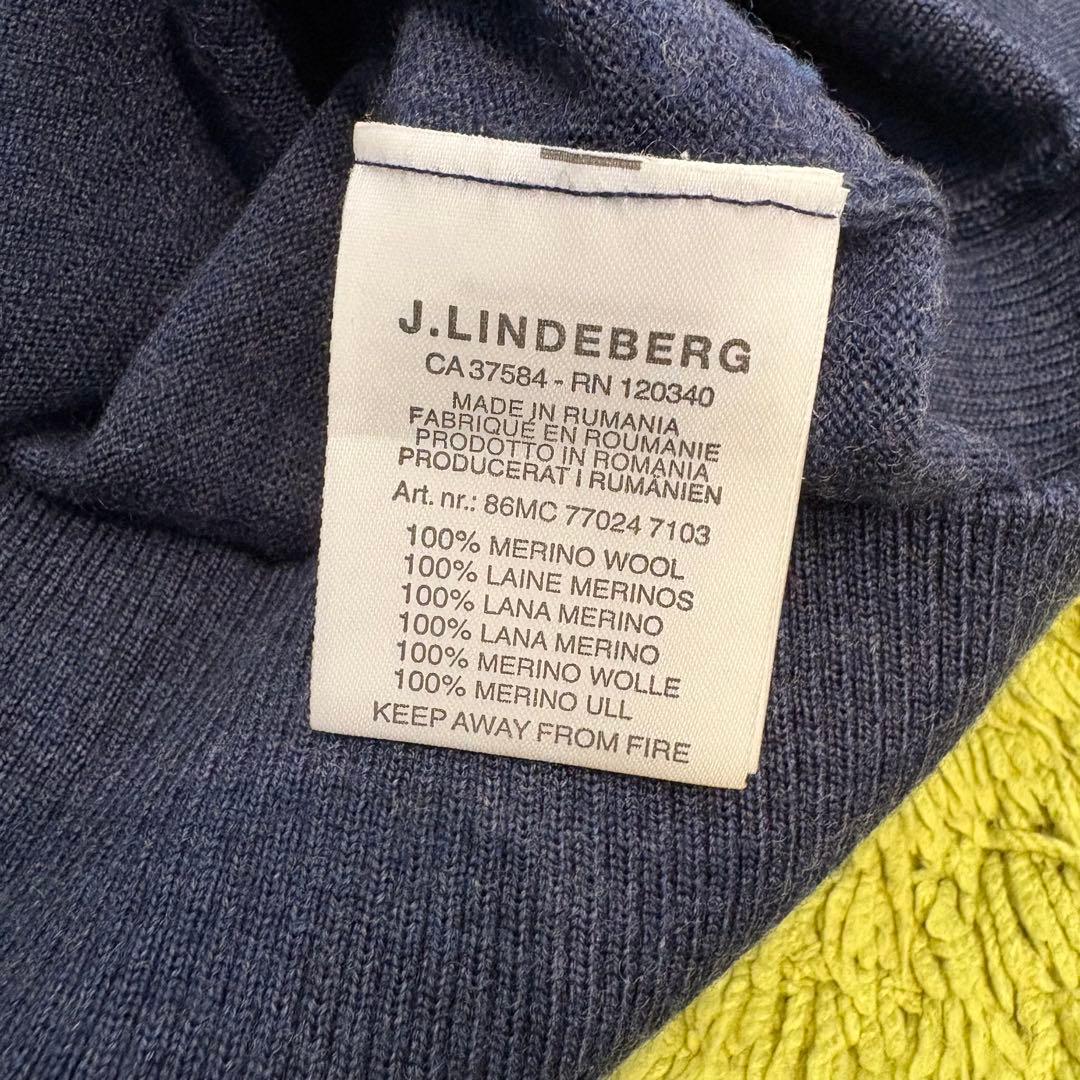 J.LINDEBERG
CA 37584 - RN 120340
MADE IN RUMANIA
FABRIQUÉ EN ROUMANIE
PRODOTTO IN ROMANIA
PRODUCERAT I RUMÄNIEN
Art. nr.: 86MC 77024 7103
100% MERINO WOOL
100% LAINE MERINOS
100% LANA MERINO
100% LANA MERINO
100% MERINO WOLLE
100% MERINO ULL
KEEP AWAY FROM FIRE